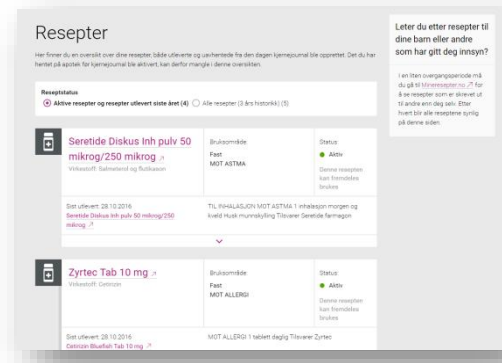 Resepter
Her finner du en oversikt over dine resepter, både utleverte og uavhentede fra den dagen kjernejournal ble opprettet. Det du har
hentet på apotek før kjernejournal ble aktivert, kan derfor mangle i denne oversikten.
Reseptstatus
Aktive resepter og resepter utlevert siste året (4)  Alle resepter (3 års historikk) (5)
Seretide Diskus Inh pulv 50
mikrog/250 mikrog
Virkestoff: Salmeterol og flutikason
Bruksområde:
Fast
MOT ASTMA
Status:
Aktiv
Denne resepten
kan fremdeles
brukes
Sist utlevert: 28.10.2016
Seretide Diskus Inh pulv 50 mikrog/250
mikrog
TIL INHALASJON MOT ASTMA 1 inhalasjon morgen og
kveld Husk munnskylling Tilsvarer Seretide farmagon
Zyrtec Tab 10 mg
Virkestoff: Cetirizin
Bruksområde:
Fast
MOT ALLERGI
Status:
Aktiv
Denne resepten
kan fremdeles
brukes
Sist utlevert: 28.10.2016
Cetirizin Bluefish Tab 10 mg
MOT ALLERGI 1 tablett daglig Tilsvarer Zyrtec
Leter du etter resepter til
dine barn eller andre
som har gitt deg innsyn?
I en liten overgangsperiode må
du gå til Mineresepter.no for
å se resepter som er skrevet ut
til andre enn deg selv. Etter
hvert blir alle reseptene synlig
på denne siden.